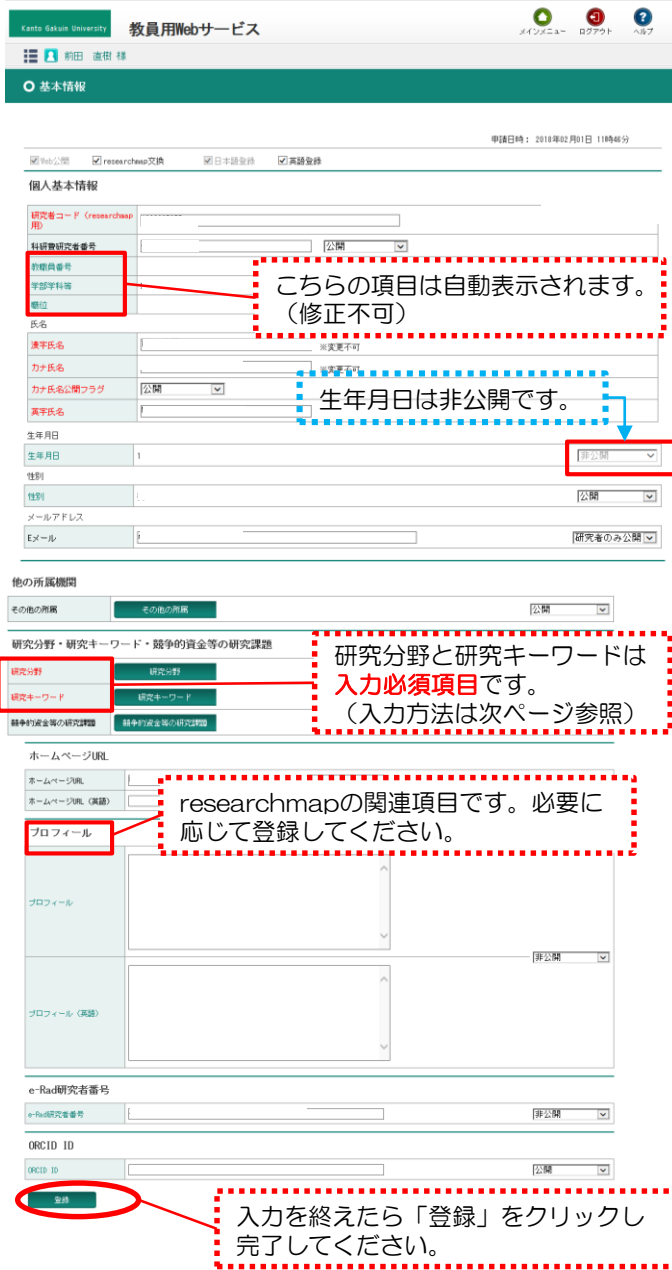 Kanto Gakuin University 教員用Webサービス メインメニュー ログアウト ヘルプ
前田 直樹 様
基本情報
申請日時： 2018年02月01日 11時46分
Web公開 researchmap交換 日本語登録 英語登録
個人基本情報
研究者コード（researchmap
用）
科研費研究者番号 公開
教職員番号
学部学科等
職位
こちらの項目は自動表示されます。
（修正不可）
氏名
漢字氏名 ※変更不可
カナ氏名 ※変更不可
カナ氏名公開フラグ 公開
英字氏名
生年月日は非公開です。
生年月日
生年月日 1 非公開
性別
性別 公開
メールアドレス
Eメール 研究者のみ公開
他の所属機関
その他の所属 その他の所属 公開
研究分野・研究キーワード・競争的資金等の研究課題
研究分野 研究分野
研究キーワード 研究キーワード
競争的資金等の研究課題 競争的資金等の研究課題
研究分野と研究キーワードは
入力必須項目です。
（入力方法は次ページ参照）
ホームページURL
ホームページURL
ホームページURL（英語）
researchmapの関連項目です。必要に
応じて登録してください。
プロフィール
プロフィール
非公開
プロフィール（英語）
e-Rad研究者番号
e-Rad研究者番号 非公開
ORCID ID
ORCID ID 公開
登録
入力を終えたら「登録」をクリックし
完了してください。